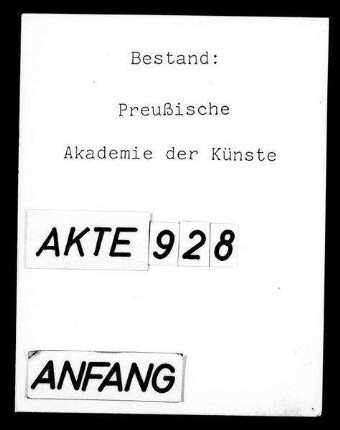 Bestand:
Preußische
Akademie der Künste
AKTE 928
ANFANG